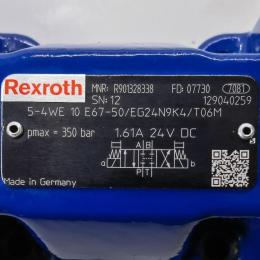 Rexroth MNR: R901328338 FD: 07730 7081
SN: 12 129040259
5-4WE 10 E67-50/EG24N9K4/T06M
pmax = 350 bar 1.61A 24V DC
A B
a b
P T
Made in Germany